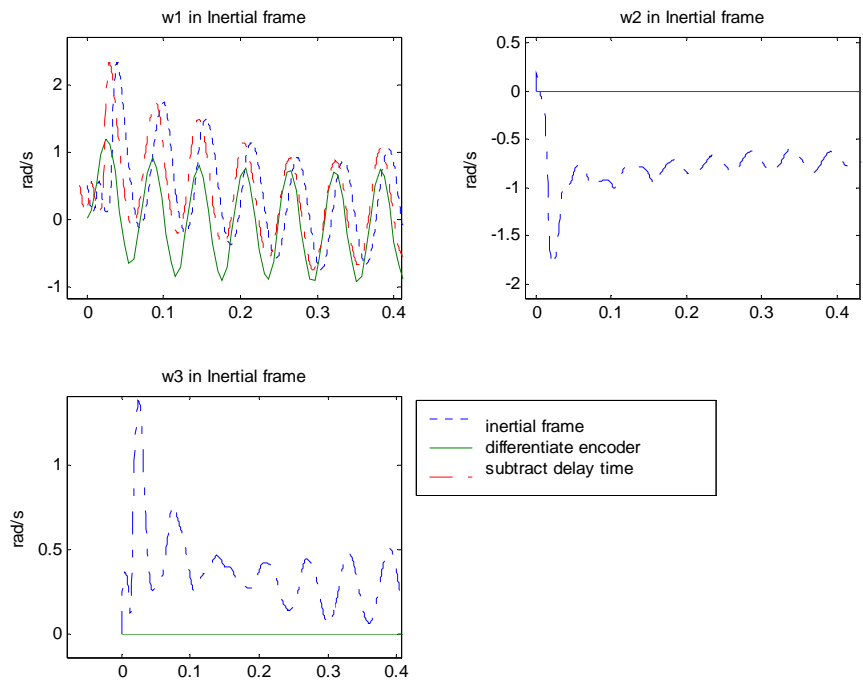 w1 in Inertial frame
rad/s
2
1
0
-1
0 0.1 0.2 0.3 0.4
w2 in Inertial frame
rad/s
0.5
0
-0.5
-1
-1.5
-2
0 0.1 0.2 0.3 0.4
w3 in Inertial frame
rad/s
1
0.5
0
0 0.1 0.2 0.3 0.4
inertial frame
differentiate encoder
subtract delay time